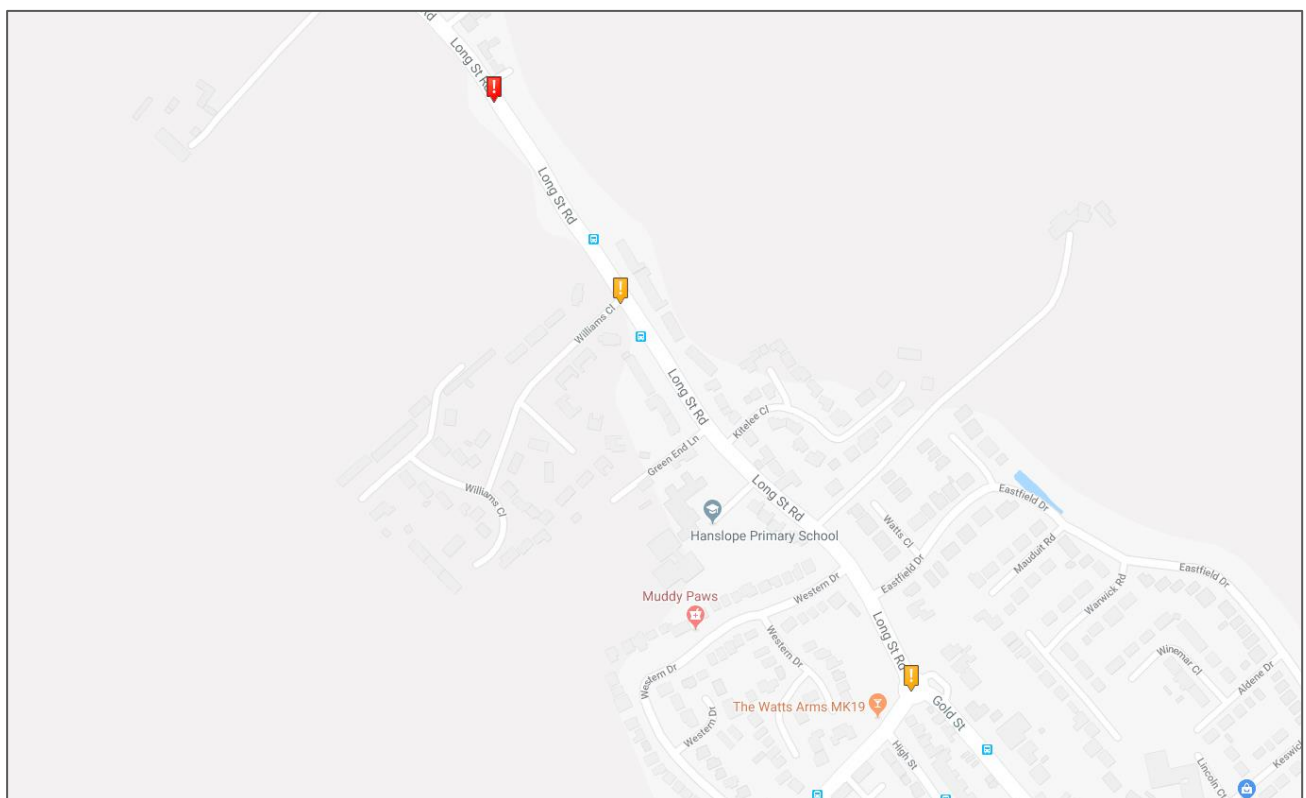 Rd
Long St Rd
!
Long St Rd
!
Williams Cl
Long St Rd
Kitelee Cl
Green End Ln
Williams Cl
Long St Rd
Hanslope Primary School
Eastfield Dr
Watts Cl
Mauduit Rd
Eastfield Dr
Eastfield Dr
Western Dr
Warwick Rd
Muddy Paws
Long St Rd
Western Dr
Winemar Cl
Western Dr
Aldene Dr
!
The Watts Arms MK19
Gold St
Western Dr
High St
Keswick
Lincoln Ct